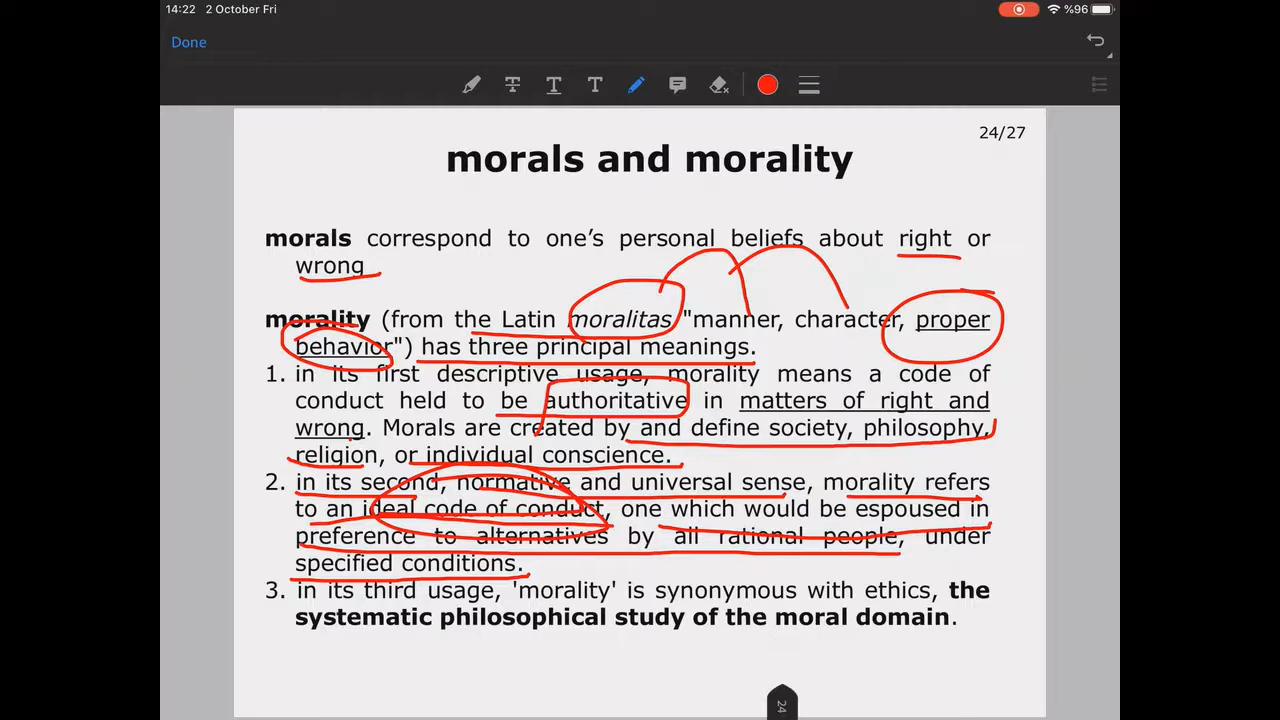 14:22 2 October Fri
%96
Done
24/27
morals and morality
morals correspond to one's personal beliefs about right or
wrong
morality (from the Latin moralitas "manner, character, proper
behavior") has three principal meanings.
1. in its first descriptive usage, morality means a code of
conduct held to be authoritative in matters of right and
wrong. Morals are created by and define society, philosophy,
religion, or individual conscience.
2. in its second, normative and universal sense, morality refers
to an ideal code of conduct, one which would be espoused in
preference to alternatives by all rational people, under
specified conditions.
3. in its third usage, 'morality' is synonymous with ethics, the
systematic philosophical study of the moral domain.
24